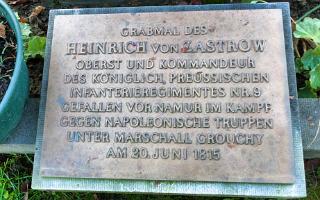 GRABMAL DES
HEINRICH VON ZASTROW
OBERST UND KOMMANDEUR
DES KÖNIGLICH, PREUSSISCHEN
INFANTERIEREGIMENTES NR. 9
GEFALLEN VOR NAMUR IM KAMPF
GEGEN NAPOLEONISCHE TRUPPEN
UNTER MARSCHALL GROUCHY
AM 20. JUNI 1815